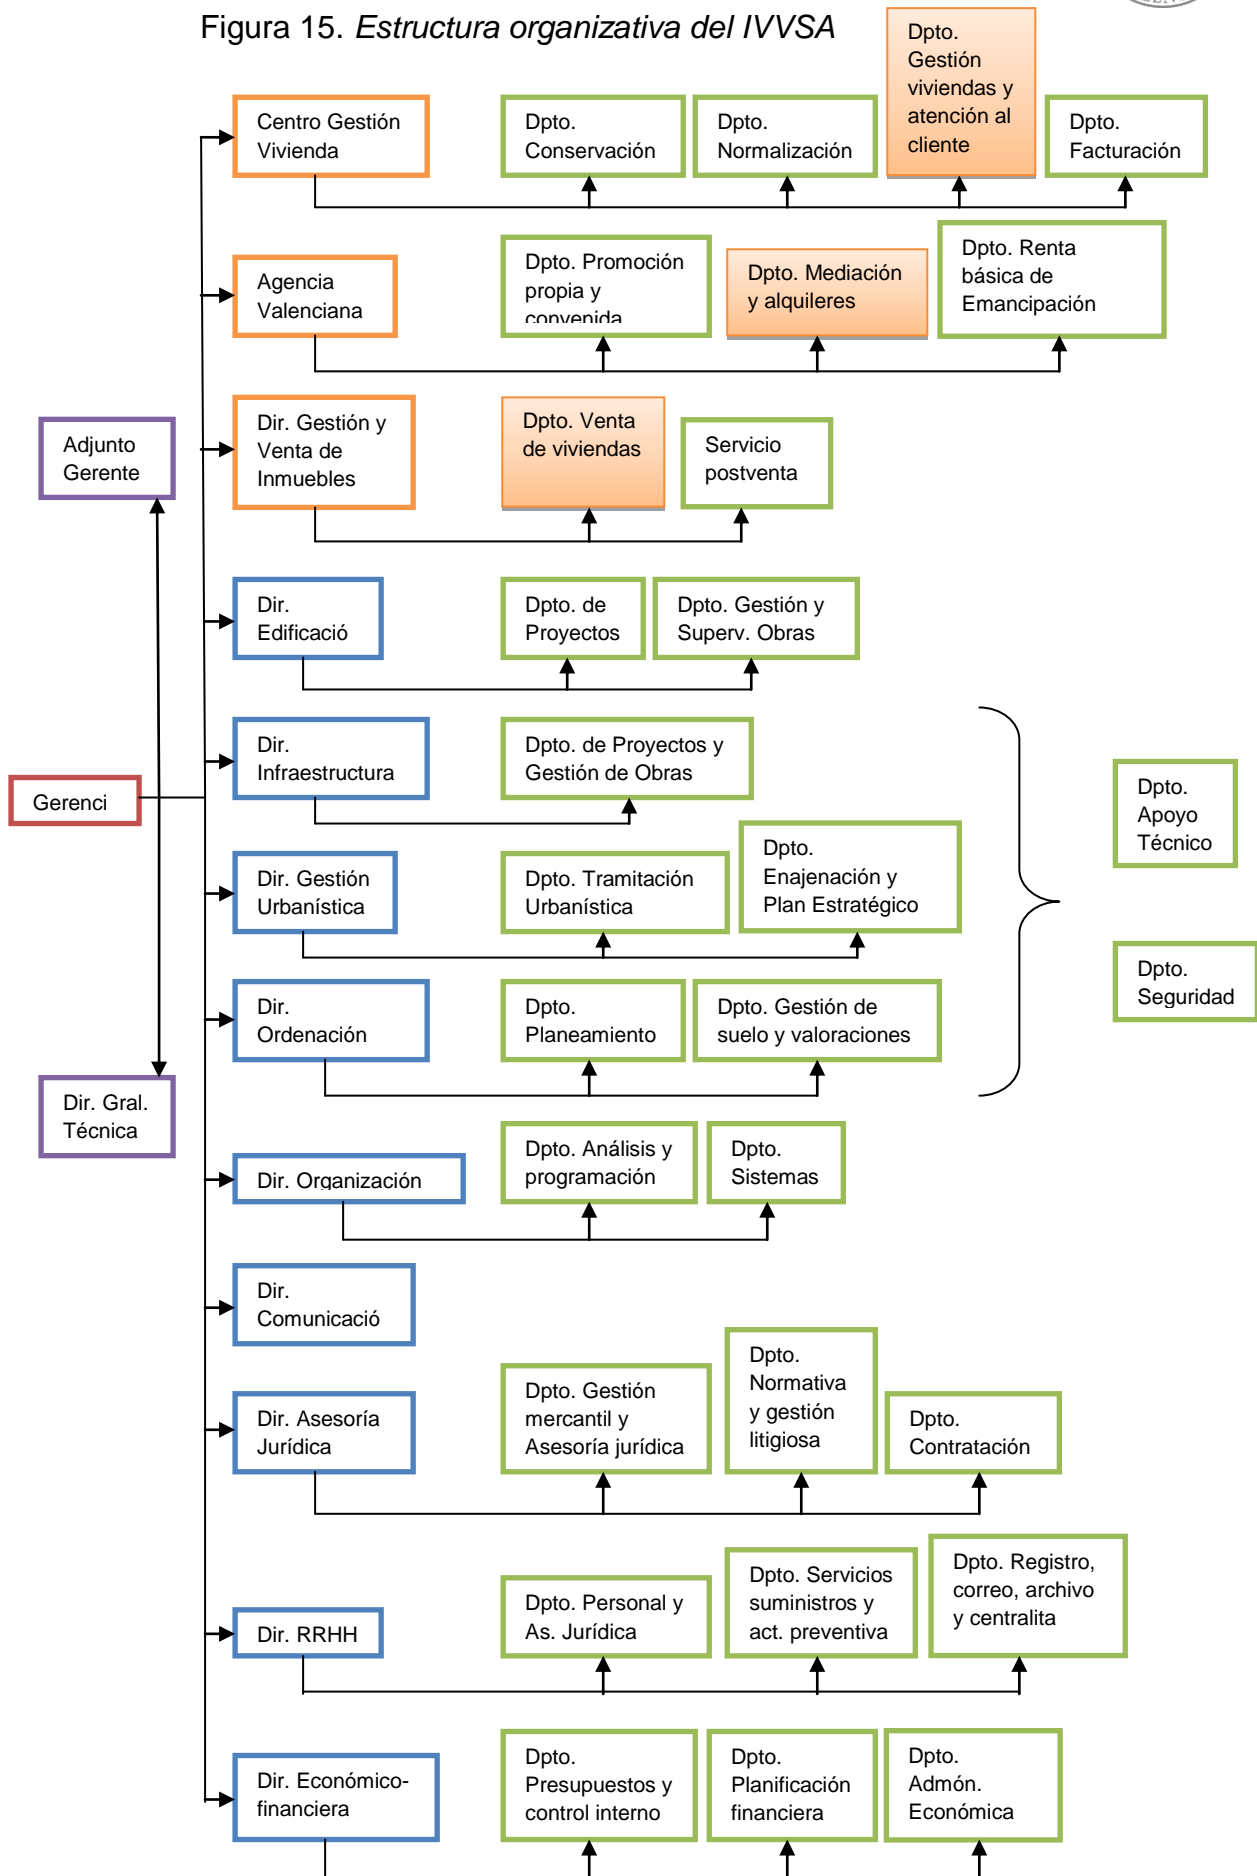 Figura 15. Estructura organizativa del IVVSA
Centro Gestión
Vivienda
Dpto.
Conservación
Dpto.
Normalización
Dpto.
Gestión
viviendas y
atención al
cliente
Dpto.
Facturación
Agencia
Valenciana
Dpto. Promoción
propia y
convenida
Dpto. Mediación
y alquileres
Dpto. Renta
básica de
Emancipación
Adjunto
Gerente
Dir. Gestión y
Venta de
Inmuebles
Dpto. Venta
de viviendas
Servicio
postventa
Dir.
Edificació
Dpto. de
Proyectos
Dpto. Gestión y
Superv. Obras
Gerenci
Dir.
Infraestructura
Dpto. de Proyectos y
Gestión de Obras
Dpto.
Apoyo
Técnico
Dir. Gestión
Urbanística
Dpto. Tramitación
Urbanística
Dpto.
Enajenación y
Plan Estratégico
Dpto.
Seguridad
Dir.
Ordenación
Dpto.
Planeamiento
Dpto. Gestión de
suelo y valoraciones
Dir. Gral.
Técnica
Dir. Organización
Dpto. Análisis y
programación
Dpto.
Sistemas
Dir.
Comunicació
Dir. Asesoría
Jurídica
Dpto. Gestión
mercantil y
Asesoría jurídica
Dpto.
Normativa
y gestión
litigiosa
Dpto.
Contratación
Dir. RRHH
Dpto. Personal y
As. Jurídica
Dpto. Servicios
suministros y
act. preventiva
Dpto. Registro,
correo, archivo
y centralita
Dir. Económico-
financiera
Dpto.
Presupuestos y
control interno
Dpto.
Planificación
financiera
Dpto.
Admón.
Económica